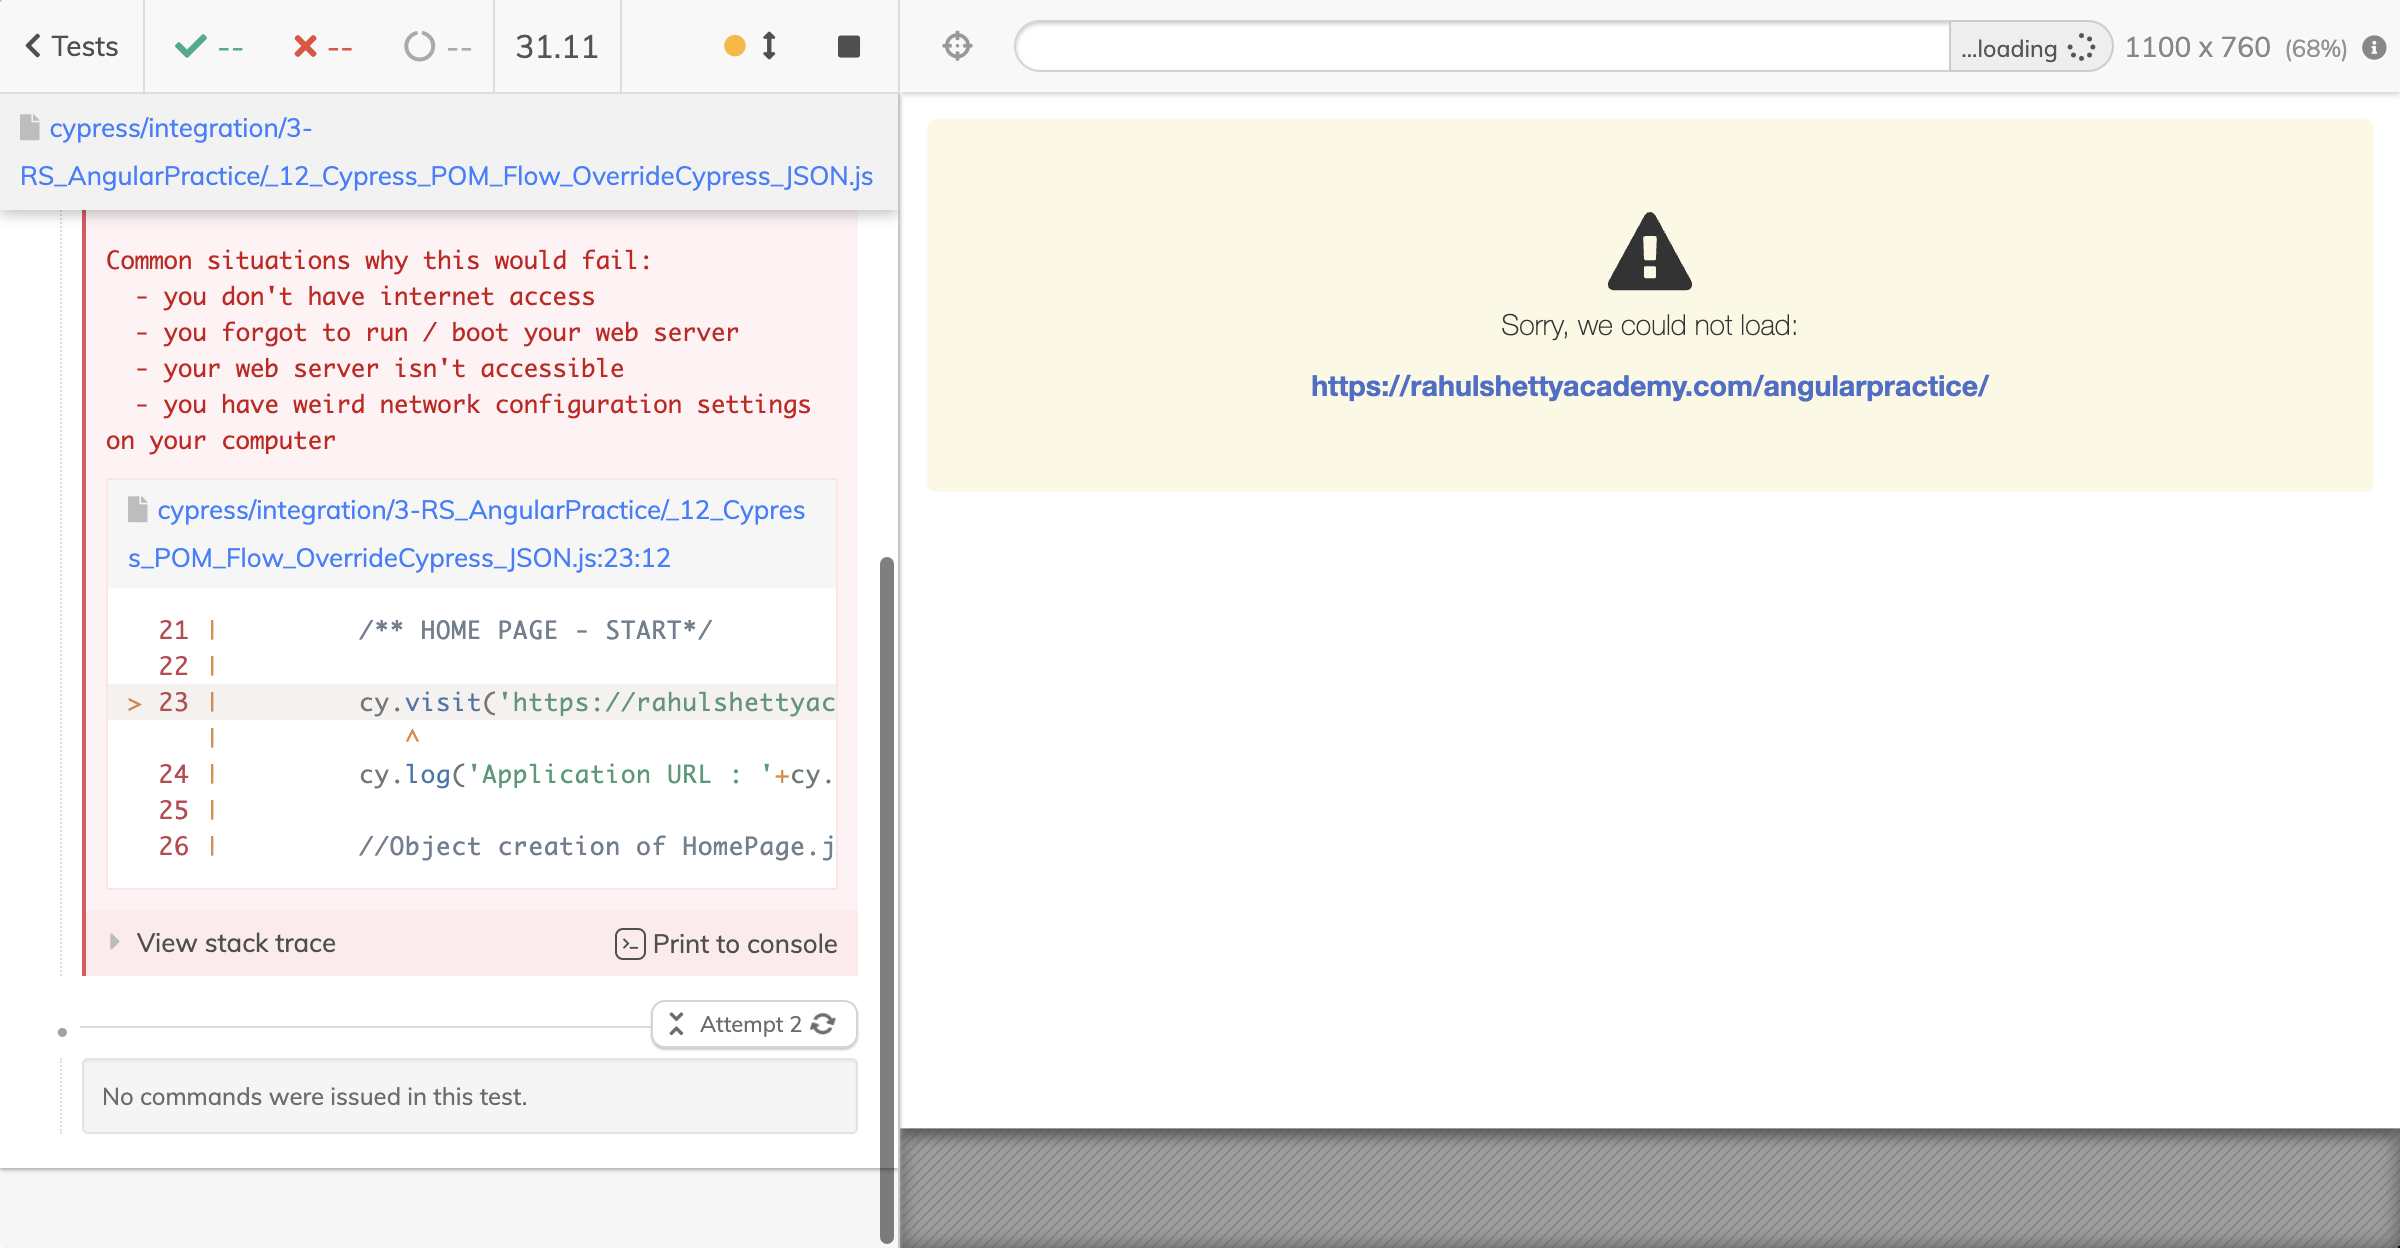 Tests -- -- -- 31.11
cypress/integration/3-
RS_AngularPractice/_12_Cypress_POM_Flow_OverrideCypress_JSON.js
Common situations why this would fail:
- you don't have internet access
- you forgot to run / boot your web server
- your web server isn't accessible
- you have weird network configuration settings
on your computer
cypress/integration/3-RS_AngularPractice/_12_Cypres
s_POM_Flow_OverrideCypress_JSON.js:23:12
21 | /** HOME PAGE - START*/
22 |
> 23 | cy.visit('https://rahulshettyac
| ^
24 | cy.log('Application URL : '+cy.
25 |
26 | //Object creation of HomePage.j
View stack trace
Print to console
Attempt 2
No commands were issued in this test.
...loading 1100 x 760 (68%)
Sorry, we could not load:
https://rahulshettyacademy.com/angularpractice/